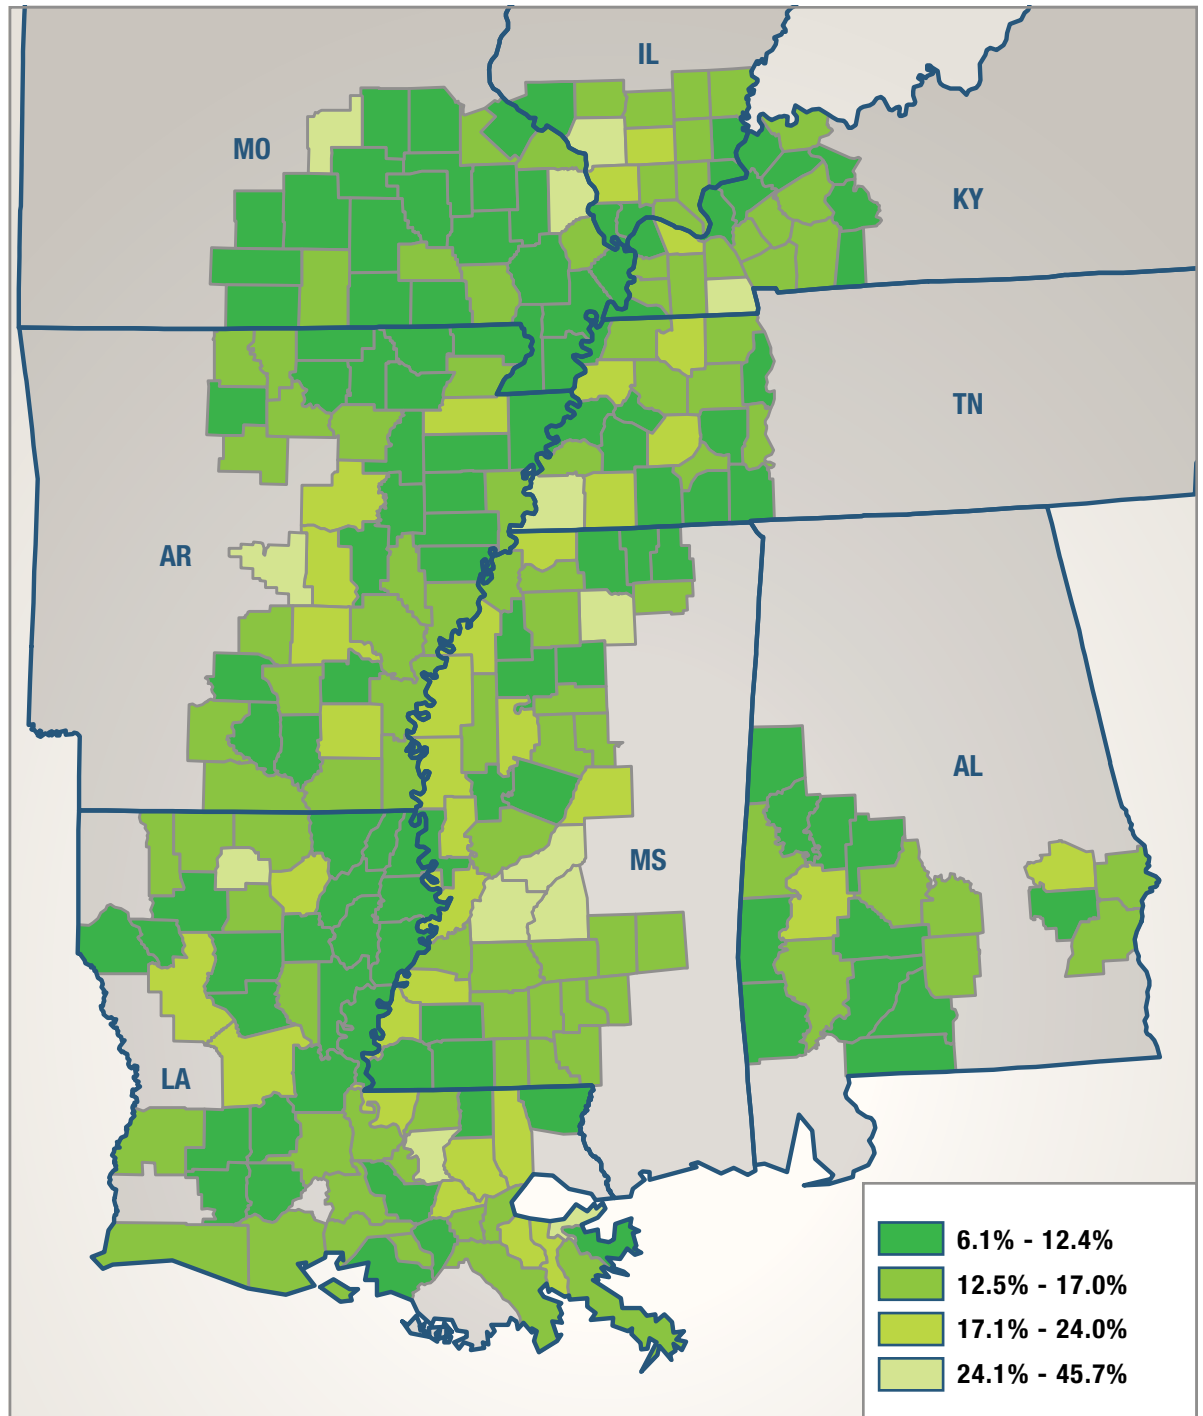 IL
MO
KY
TN
AR
AL
MS
LA
6.1% - 12.4%
12.5% - 17.0%
17.1% - 24.0%
24.1% - 45.7%